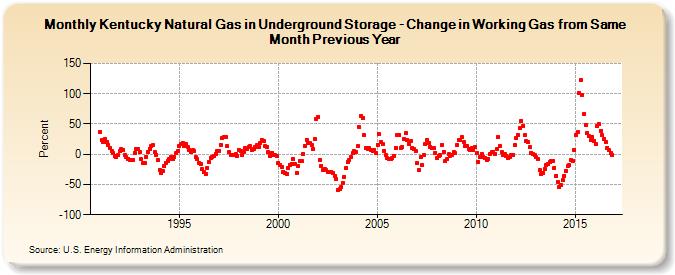 Monthly Kentucky Natural Gas in Underground Storage - Change in Working Gas from Same
Month Previous Year
Percent
150
100
50
0
-50
-100
1995
2000
2005
2010
2015
Source: U.S. Energy Information Administration